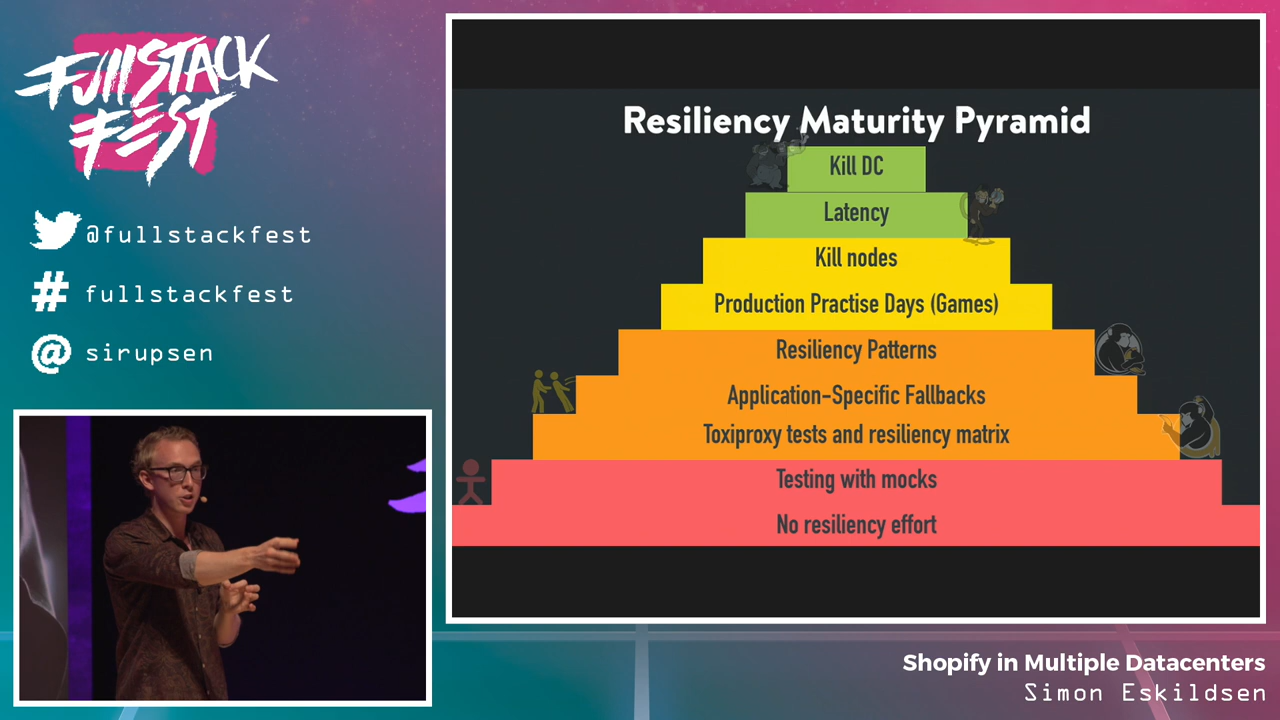 FullSTACK
FEST
@fullstackfest
# fullstackfest
@ sirupsen
Resiliency Maturity Pyramid
Kill DC
Latency
Kill nodes
Production Practise Days (Games)
Resiliency Patterns
Application-Specific Fallbacks
Toxiproxy tests and resiliency matrix
Testing with mocks
No resiliency effort
Shopify in Multiple Datacenters
Simon Eskildsen